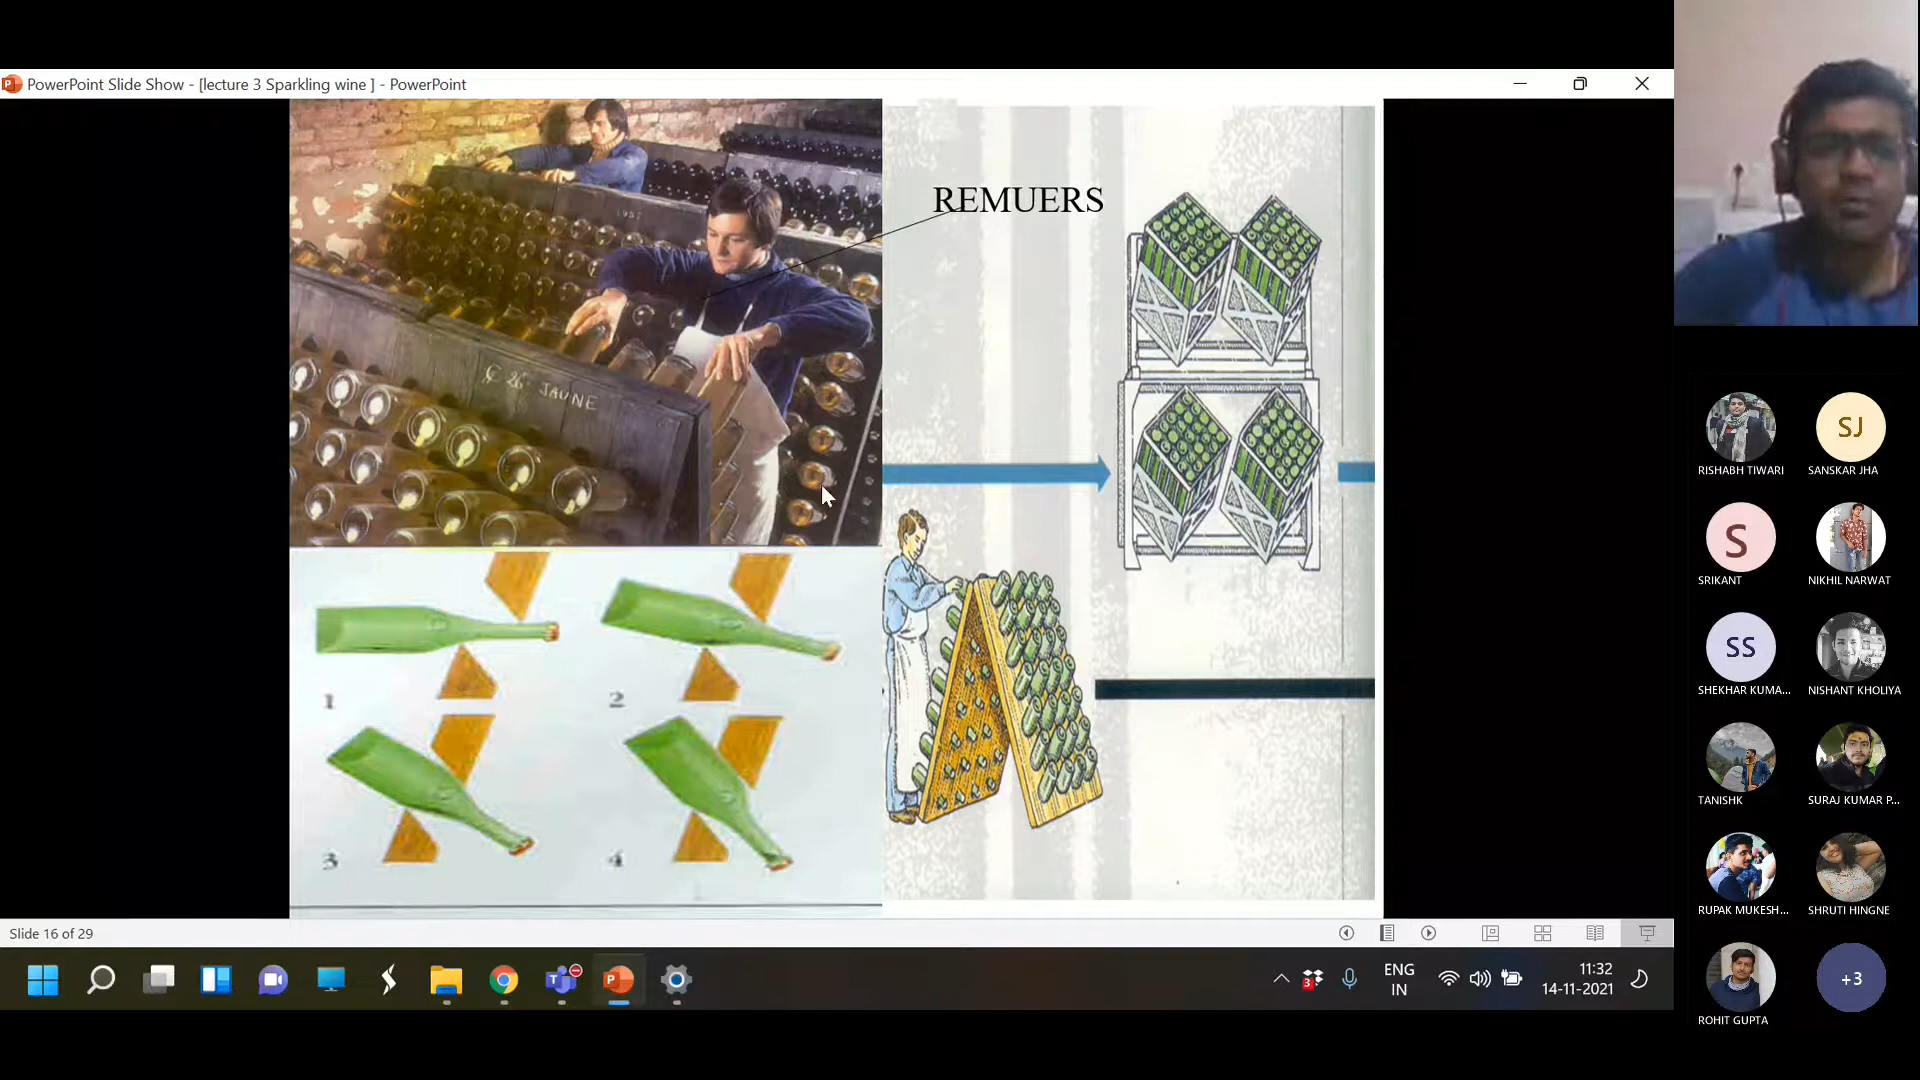 PowerPoint Slide Show - [lecture 3 Sparkling wine ] - PowerPoint
REMUERS
1957
JAUNE
1
2
3
4
RISHABH TIWARI
SJ
SANSKAR JHA
S
SRIKANT
NIKHIL NARWAT
SS
SHEKHAR KUMA...
NISHANT KHOLIYA
TANISHK
SURAJ KUMAR P...
RUPAK MUKESH...
SHRUTI HINGNE
ROHIT GUPTA
+3
Slide 16 of 29
3
ENG
IN
11:32
14-11-2021